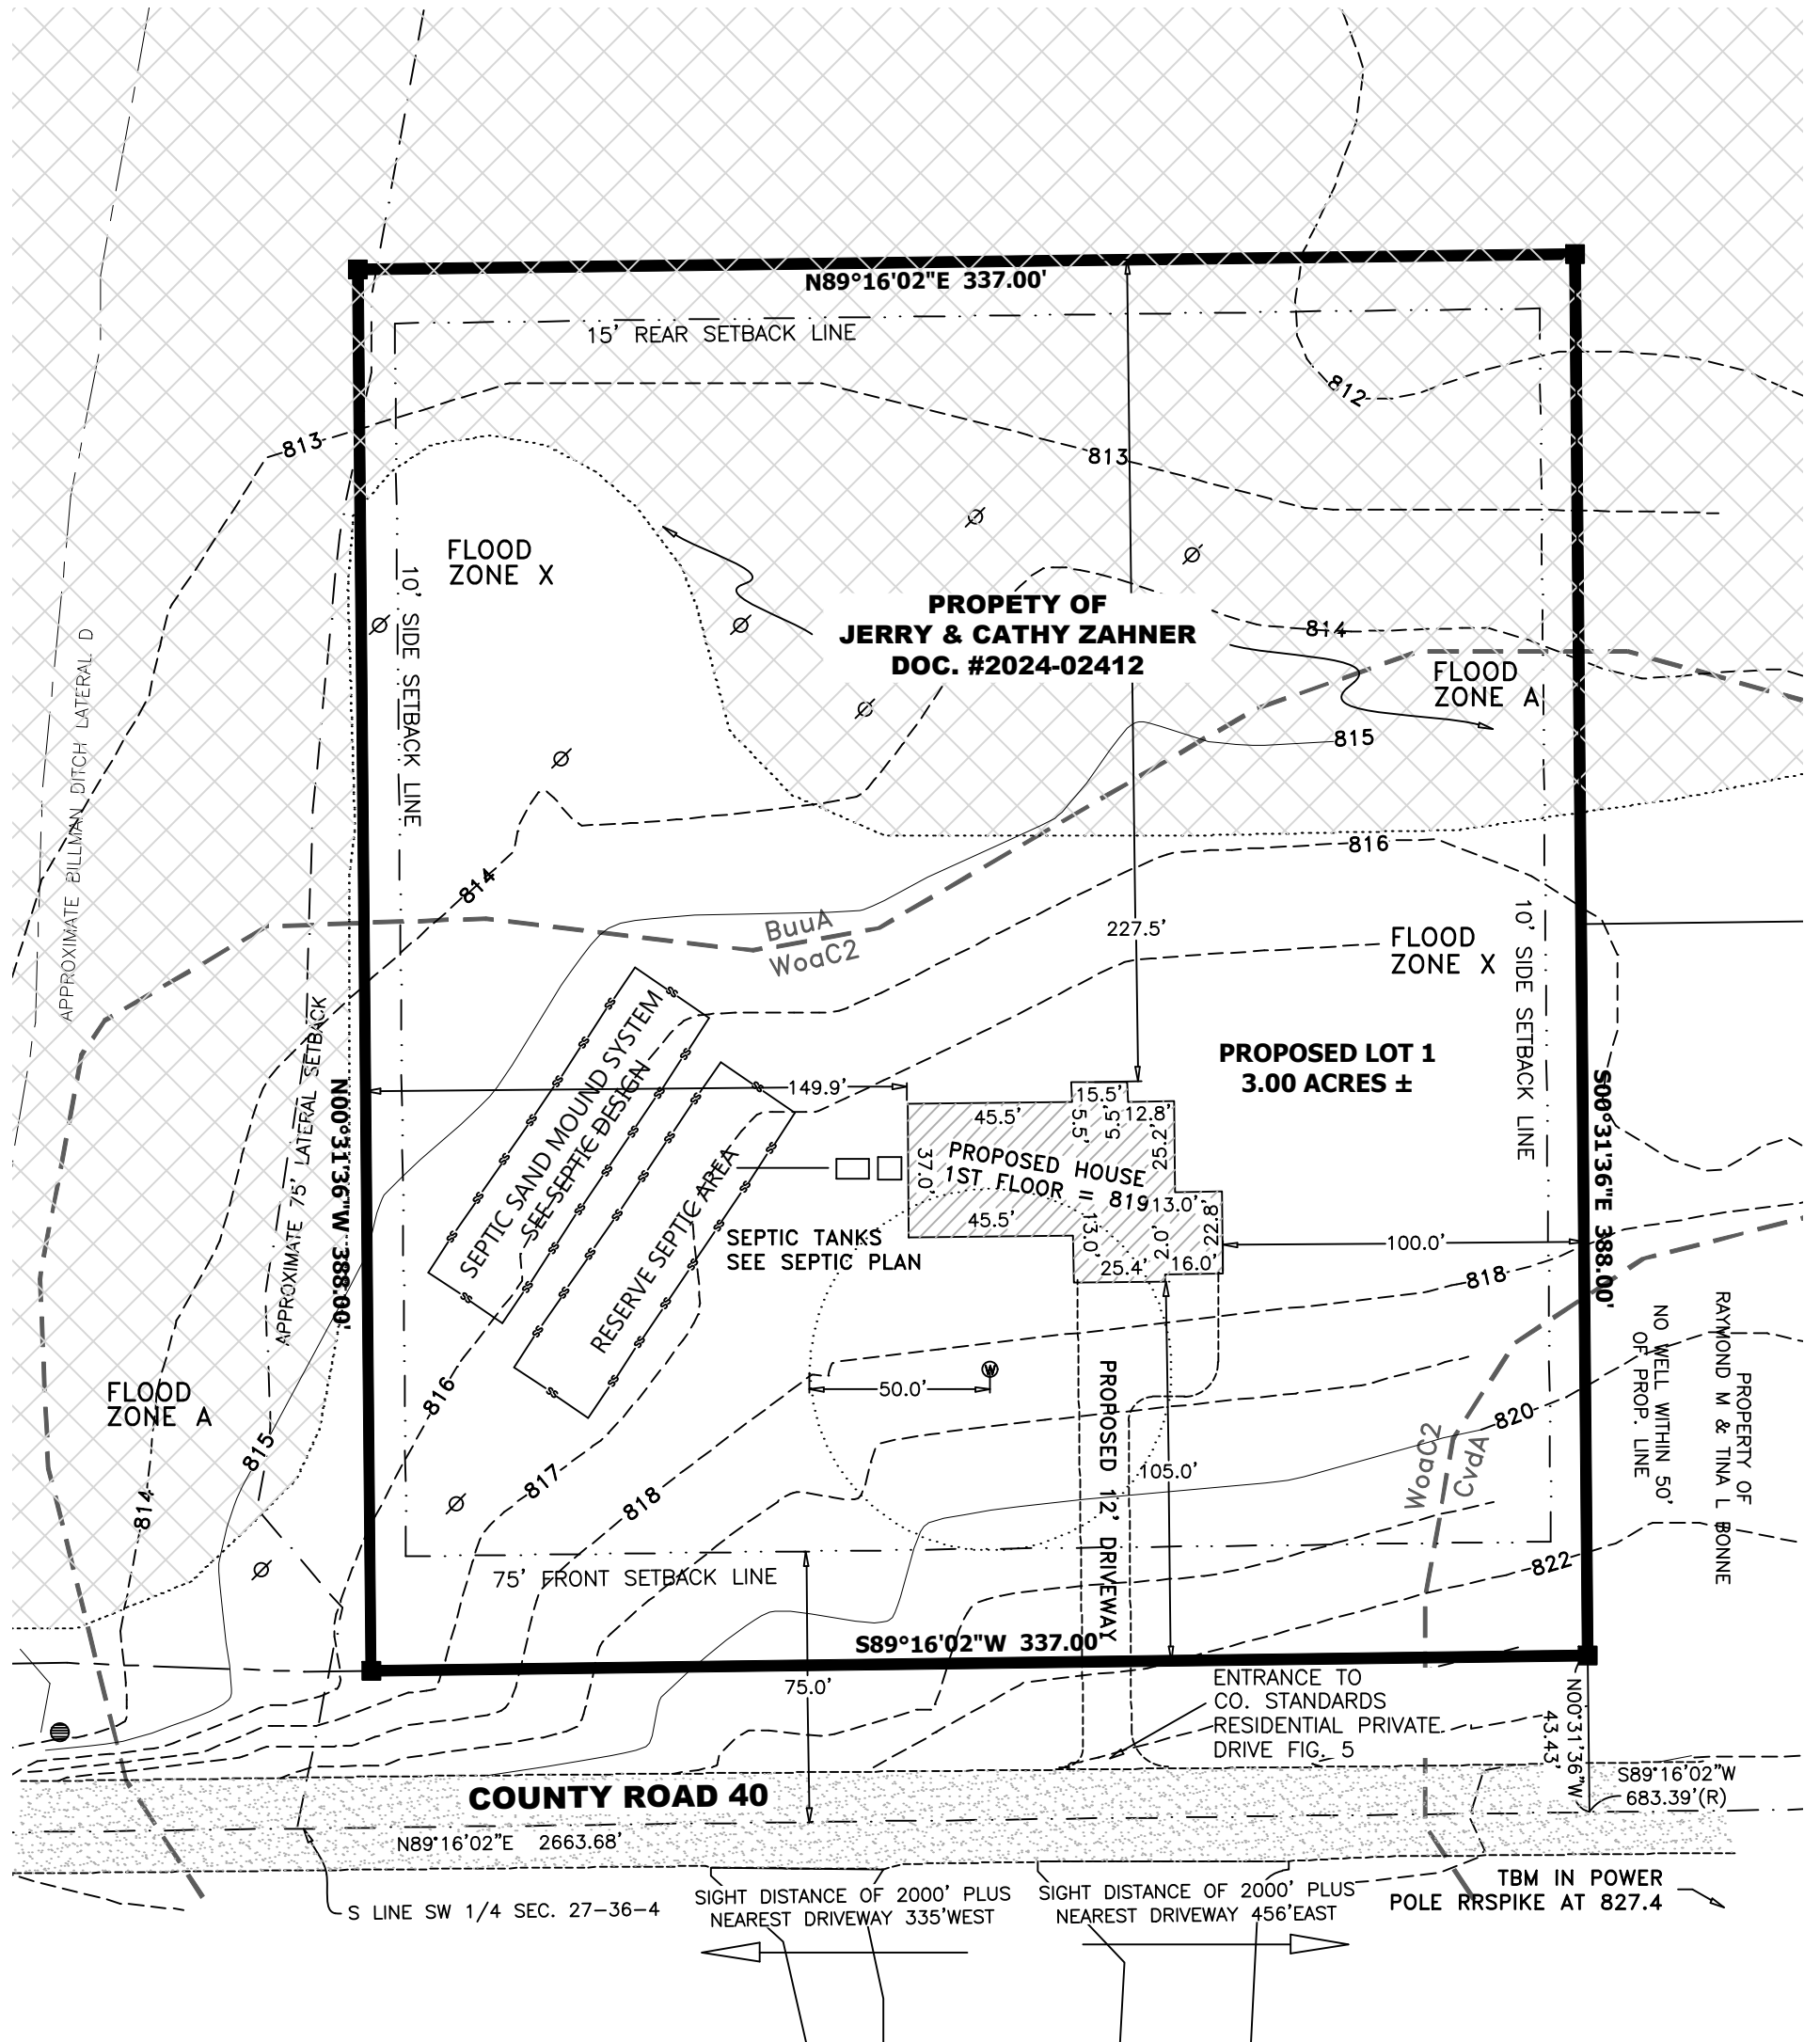 N89°16'02"E  337.00'
15' REAR SETBACK LINE
812
813
813
FLOOD
ZONE X
10' SIDE SETBACK LINE
PROPETY OF
JERRY & CATHY ZAHNER
DOC. #2024-02412
814
FLOOD
ZONE A
815
APPROXIMATE BILLMAN DITCH LATERAL D
816
814
BuuA
WoaC2
227.5'
FLOOD
ZONE X
10' SIDE SETBACK LINE
APPROXIMATE 75' LATERAL SETBACK
N00°31'36"W  388.00'
SEPTIC SAND MOUND SYSTEM
SEE SEPTIC DESIGN
RESERVE SEPTIC AREA
149.9'
PROPOSED LOT 1
3.00 ACRES ±
S00°31'36"E  388.00'
15.5'
45.5'
5.5'
5.5'
12.8'
25.2'
37.0'
PROPOSED HOUSE
1ST FLOOR = 819
13.0'
45.5'
13.0'
2.0'
22.8'
25.4'
16.0'
SEPTIC TANKS
SEE SEPTIC PLAN
100.0'
818
W
50.0'
816
FLOOD
ZONE A
815
814
817
818
PROPOSED 12' DRIVEWAY
105.0'
820
WoaC2
CvdA
822
NO WELL WITHIN 50'
OF PROP. LINE
PROPERTY OF
RAYMOND M & TINA L BONNE
75' FRONT SETBACK LINE
S89°16'02"W  337.00'
75.0'
ENTRANCE TO
CO. STANDARDS
RESIDENTIAL PRIVATE
DRIVE FIG. 5
N00°31'36"W
43.43'
S89°16'02"W
683.39'(R)
COUNTY ROAD 40
N89°16'02"E   2663.68'
S LINE SW 1/4 SEC. 27-36-4
SIGHT DISTANCE OF 2000' PLUS
NEAREST DRIVEWAY 335'WEST
SIGHT DISTANCE OF 2000' PLUS
NEAREST DRIVEWAY 456'EAST
TBM IN POWER
POLE RRSPIKE AT 827.4